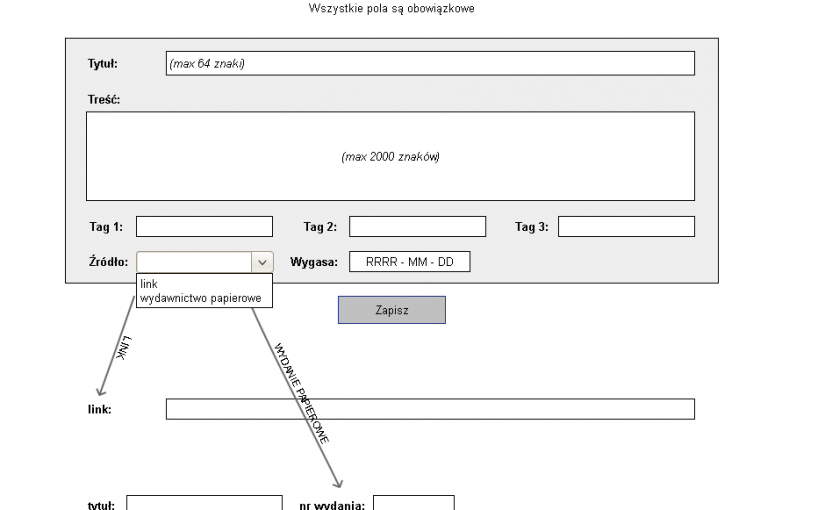 Wszystkie pola są obowiązkowe
Tytuł: (max 64 znaki)
Treść:
(max 2000 znaków)
Tag 1: Tag 2: Tag 3:
Źródło: Wygasa: RRRR - MM - DD
link
wydawnictwo papierowe
Zapisz
LINK
WYDANIE PAPIEROWE
link:
tytuł: nr wydania: